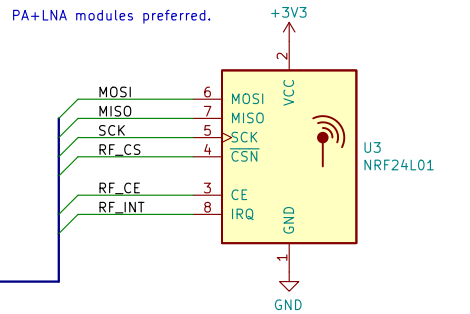 PA+LNA modules preferred.
+3V3
2
VCC
MOSI 6 MOSI
MISO 7 MISO
SCK 5 SCK
RF_CS 4 CSN
U3
NRF24L01
RF_CE 3 CE
RF_INT 8 IRQ
GND
1
GND